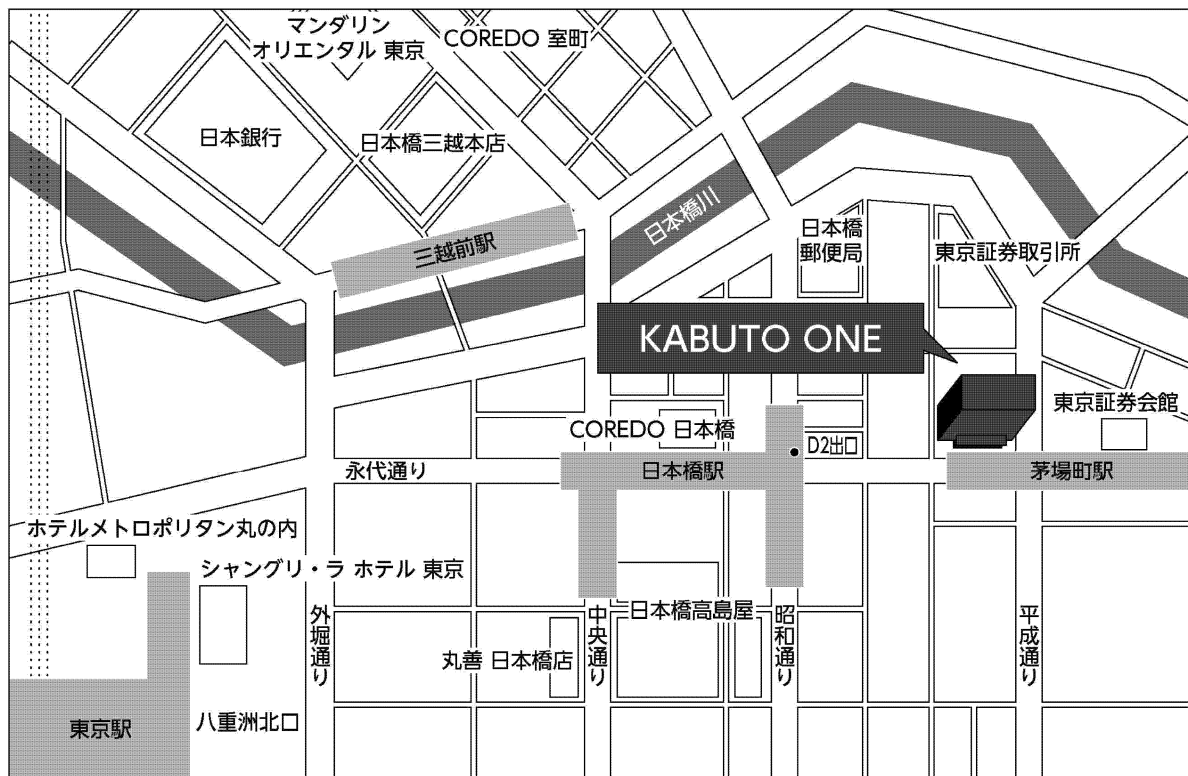 マンダリン
オリエンタル 東京
COREDO 室町
日本銀行
日本橋三越本店
日本橋川
三越前駅
日本橋
郵便局
東京証券取引所
KABUTO ONE
東京証券会館
COREDO 日本橋
D2出口
永代通り
日本橋駅
茅場町駅
ホテルメトロポリタン丸の内
シャングリ・ラ ホテル 東京
外堀通り
中央通り
日本橋高島屋
昭和通り
平成通り
丸善 日本橋店
東京駅
八重洲北口